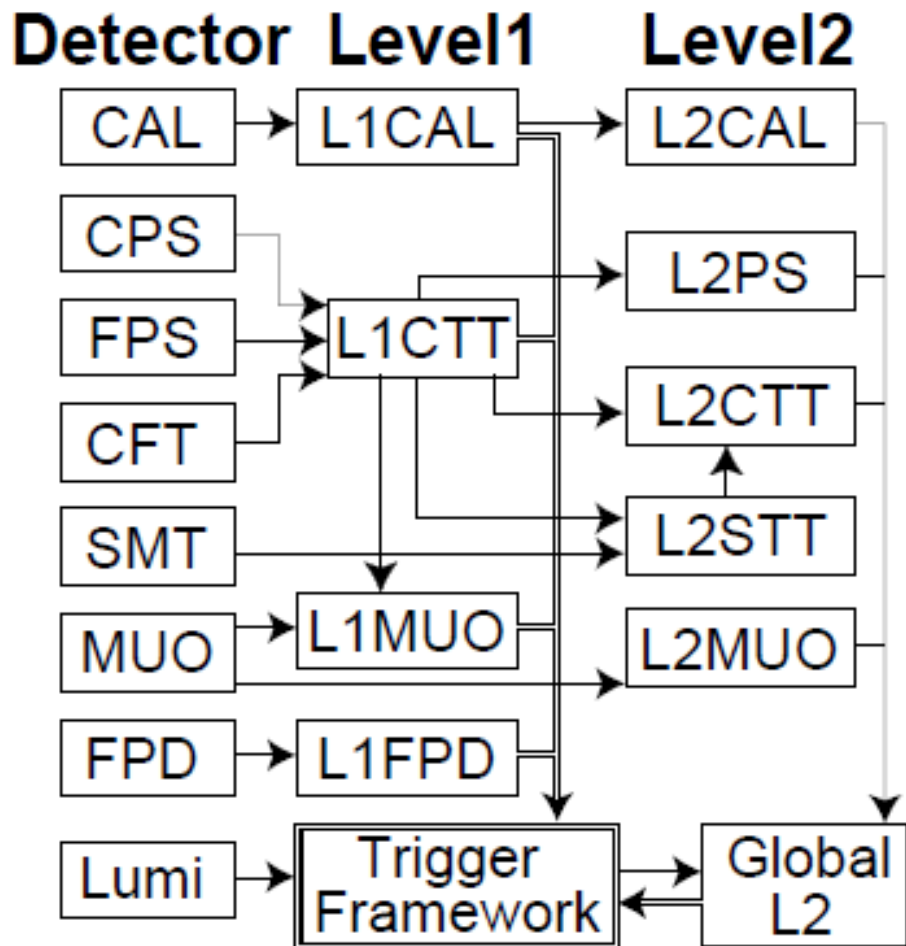 Detector Level1 Level2
CAL L1CAL L2CAL
CPS
L2PS
FPS L1CTT
CFT L2CTT
SMT L2STT
MUO L1MUO L2MUO
FPD L1FPD
Lumi
Trigger
Framework
Global
L2